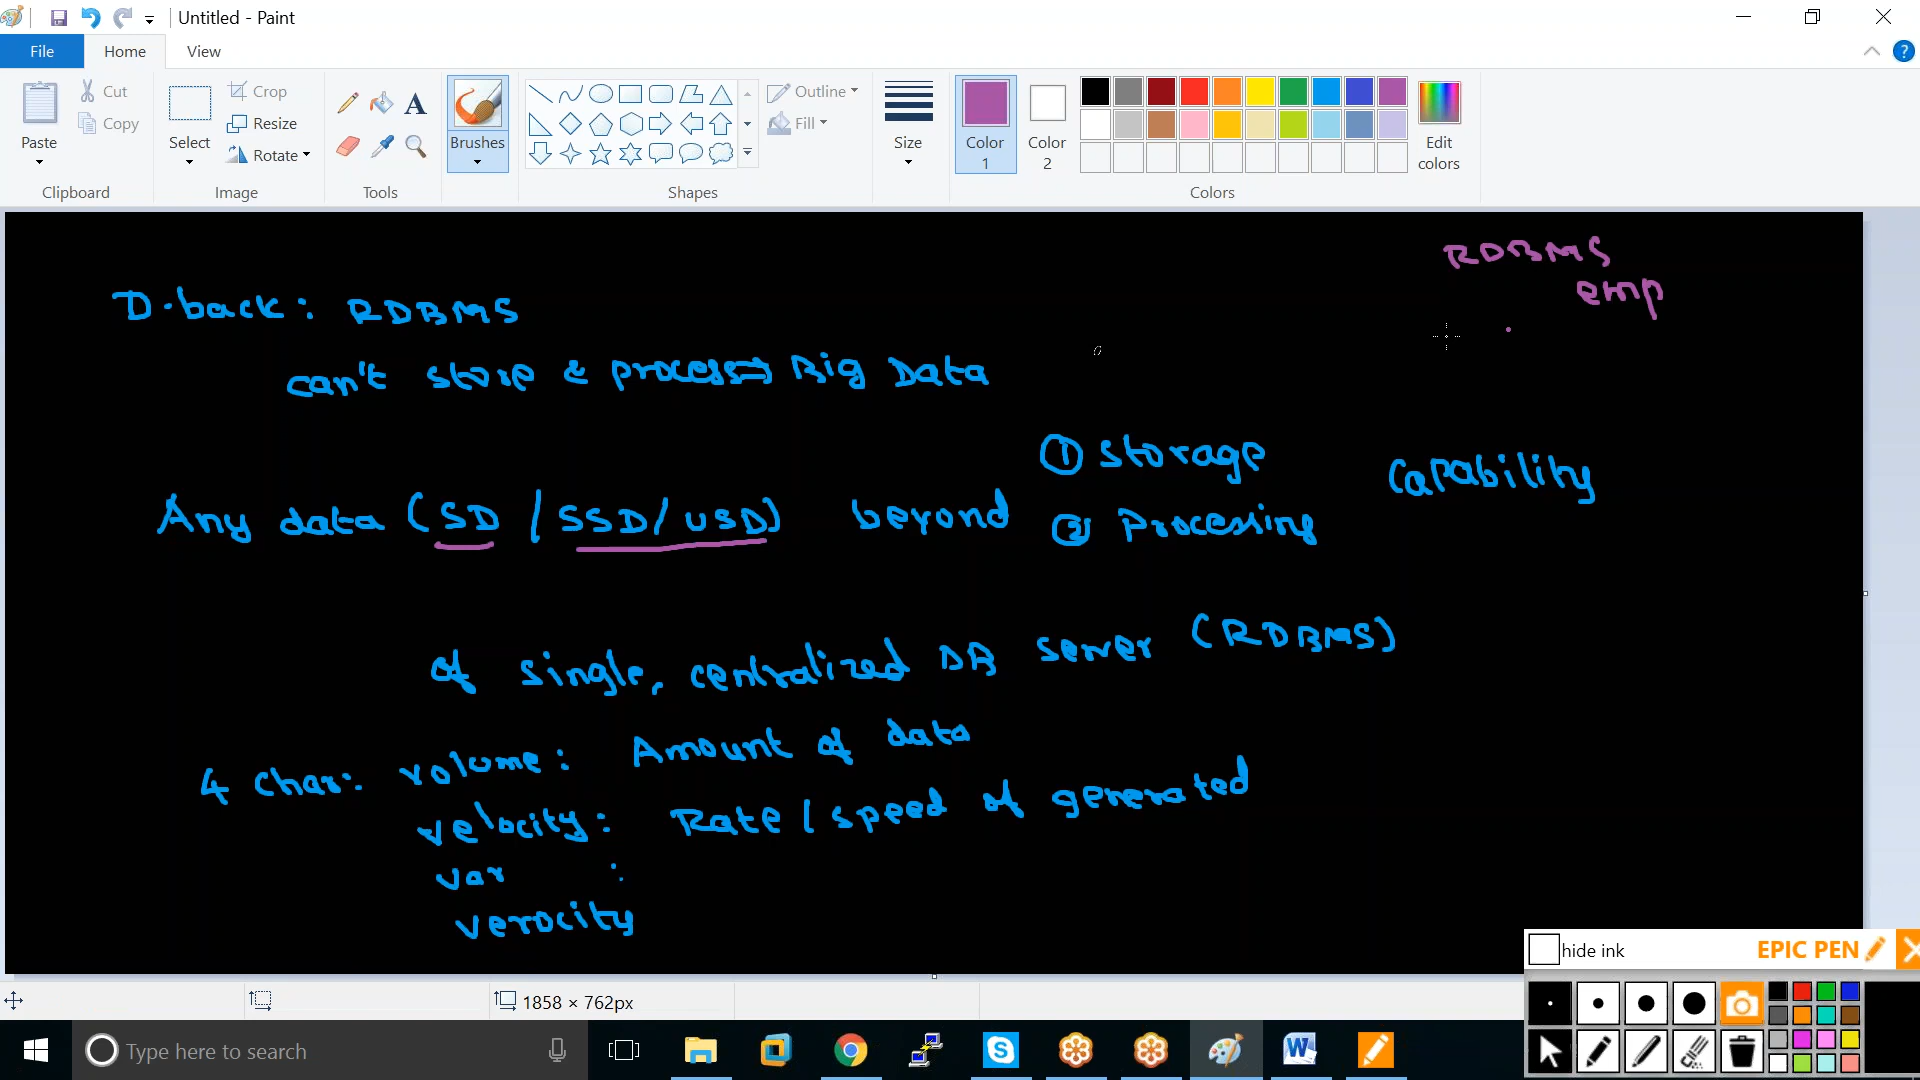 Untitled - Paint
File Home View
Paste Cut Copy Clipboard
Select Crop Resize Rotate Image
Tools
Brushes
Shapes
Outline Fill
Size
Color 1
Color 2
Edit colors
Colors
RDBMS
emp
D.back: RDBMS
can't store & process Big Data
① Storage
Capability
Any data (SD / SSD/USD) beyond
② Processing
of single, centralized DB server (RDBMS)
4 char: volume: Amount of data
velocity: Rate / speed of generated
var :
verocity
hide ink EPIC PEN
1858 × 762px
Type here to search